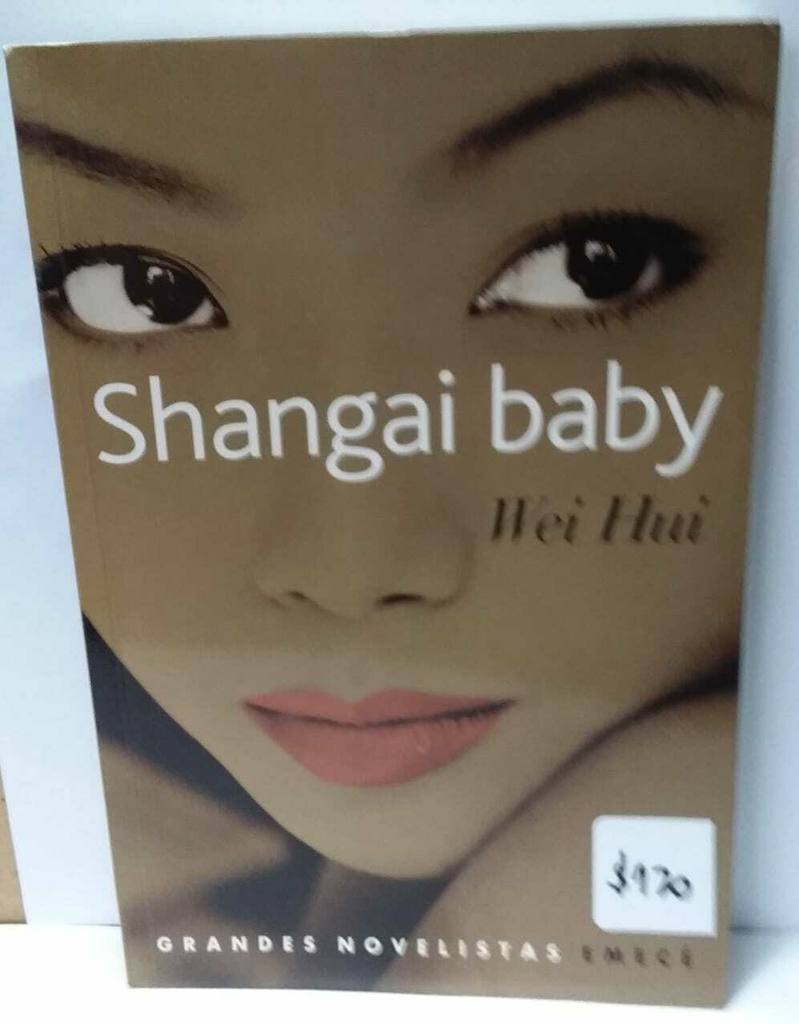 Shangai baby
Wei Hui
$120
GRANDES NOVELISTAS EMECÉ